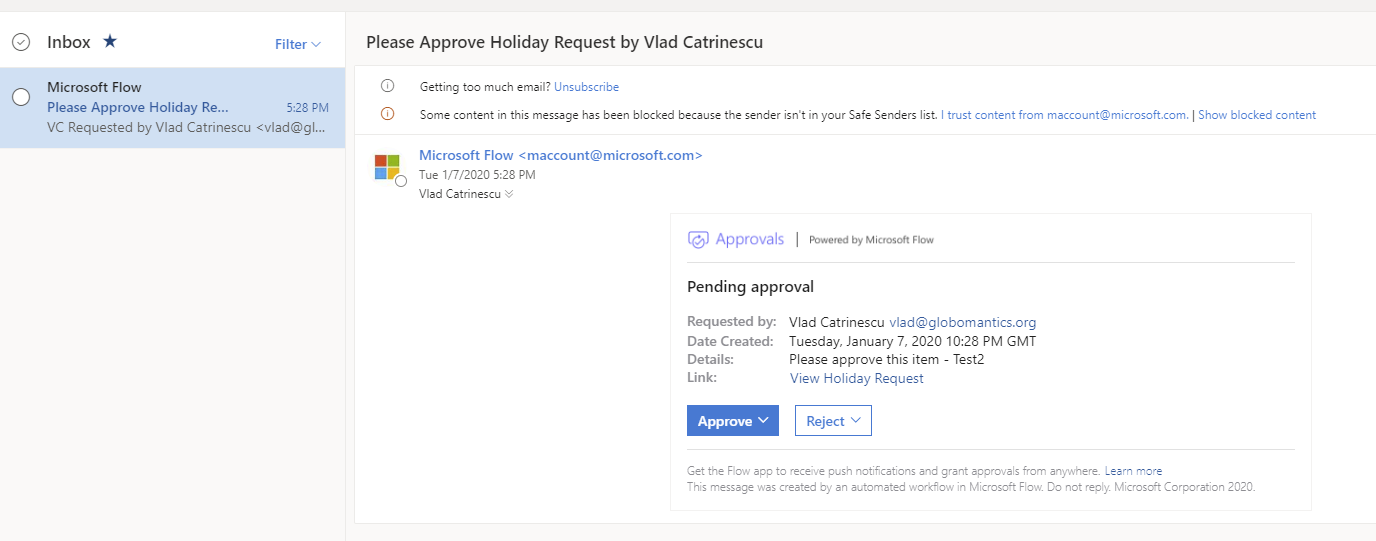 Inbox ★
Filter
Microsoft Flow
Please Approve Holiday Re...
5:28 PM
VC Requested by Vlad Catrinescu <vlad@gl...
Please Approve Holiday Request by Vlad Catrinescu
Getting too much email? Unsubscribe
Some content in this message has been blocked because the sender isn't in your Safe Senders list. I trust content from maccount@microsoft.com. | Show blocked content
Microsoft Flow <maccount@microsoft.com>
Tue 1/7/2020 5:28 PM
Vlad Catrinescu
Approvals | Powered by Microsoft Flow
Pending approval
Requested by: Vlad Catrinescu vlad@globomantics.org
Date Created: Tuesday, January 7, 2020 10:28 PM GMT
Details: Please approve this item - Test2
Link: View Holiday Request
Approve
Reject
Get the Flow app to receive push notifications and grant approvals from anywhere. Learn more
This message was created by an automated workflow in Microsoft Flow. Do not reply. Microsoft Corporation 2020.